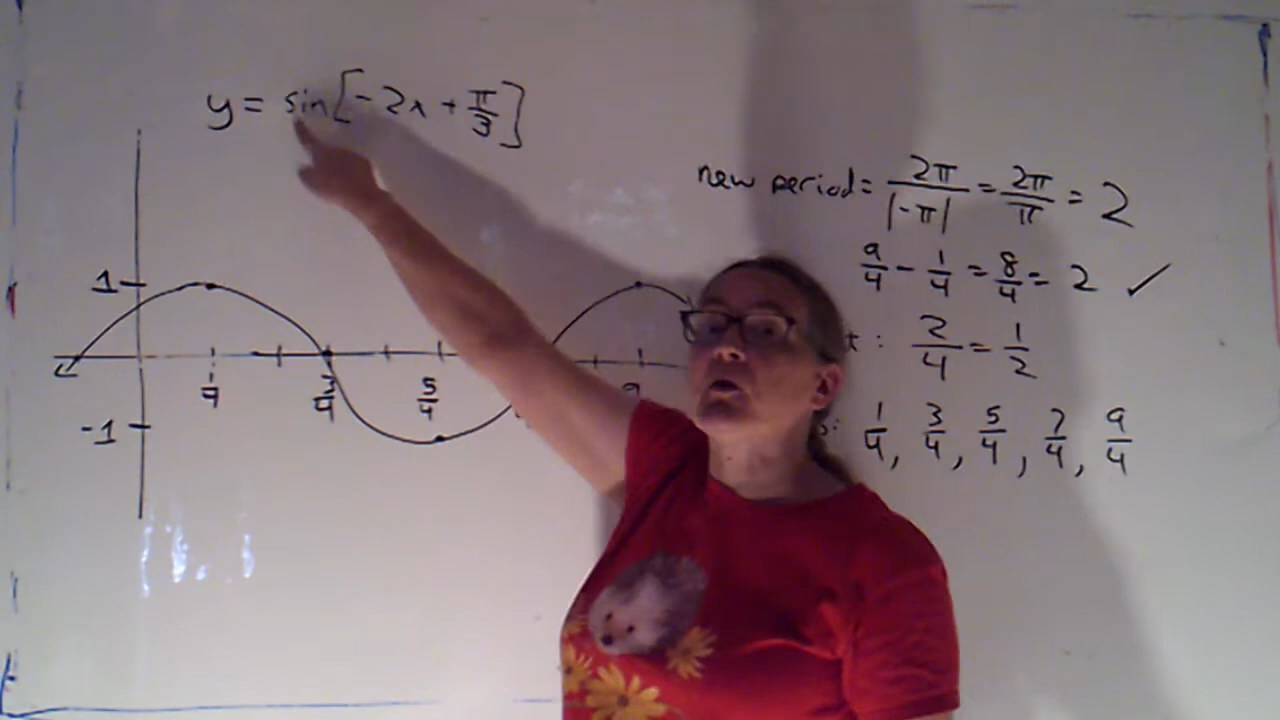 y = sin[-2x + π/3]
new period = 2π/|-π| = 2π/π = 2
9/4 - 1/4 = 8/4 = 2 ✓
t: 2/4 = 1/2
s: 1/4, 3/4, 5/4, 7/4, 9/4
1
1/4 3/4 5/4 9
-1